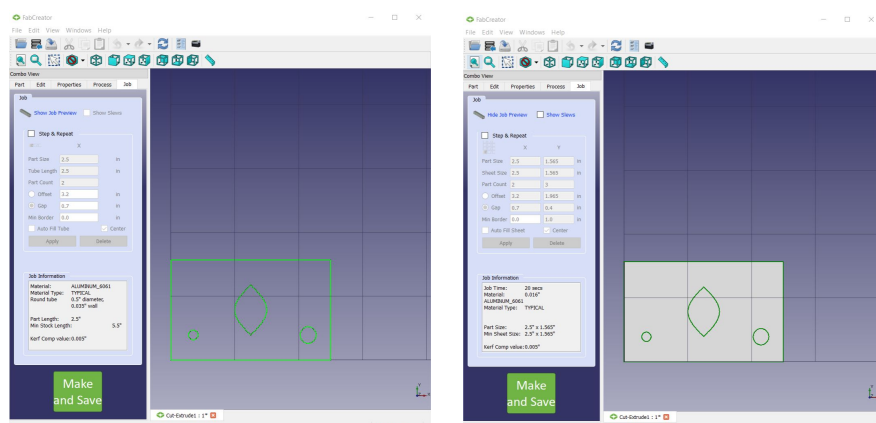 FabCreator
File Edit View Windows Help
Combo View
Part Edit Properties Process Job
Job
Show Job Preview Show Slews
Step & Repeat
X
Part Size 2.5 in
Tube Length 2.5 in
Part Count 2
Offset 3.2 in
Gap 0.7 in
Min Border 0.0 in
Auto Fill Tube Center
Apply Delete
Job Information
Material: ALUMINUM_6061
Material Type: TYPICAL
Round tube 0.5" diameter,
0.035" wall
Part Length: 2.5"
Min Stock Length: 5.5"
Kerf Comp value: 0.005"
Make
and Save
Cut-Extrude1 : 1*
FabCreator
File Edit View Windows Help
Combo View
Part Edit Properties Process Job
Job
Hide Job Preview Show Slews
Step & Repeat
X Y
Part Size 2.5 1.565 in
Sheet Size 2.5 1.565 in
Part Count 2 3
Offset 3.2 1.965 in
Gap 0.7 0.4 in
Min Border 0.0 1.0 in
Auto Fill Sheet Center
Apply Delete
Job Information
Job Time: 20 secs
Material: 0.016"
ALUMINUM_6061
Material Type: TYPICAL
Part Size: 2.5" x 1.565"
Min Sheet Size: 2.5" x 1.565"
Kerf Comp value: 0.005"
Make
and Save
Cut-Extrude1 : 1*